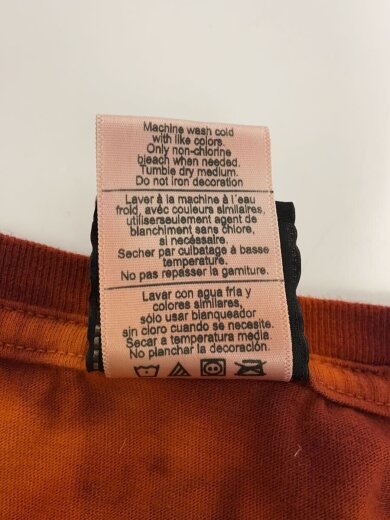 Machine wash cold
with like colors.
Only non-chlorine
bleach when needed.
Tumble dry medium.
Do not iron decoration
Laver à la machine à l'eau
froid, avec couleurs similaires,
utiliserseulement agent de
blanchiment sans chlore,
si necéssaire.
Secher par culbatage à basse
temperature.
No pas repasser la garniture.
Lavar con agua fria y
colores similares,
sólo usar blanqueador
sin cloro cuando se necesite.
Secar a temperatura media.
No planchar la decoración.